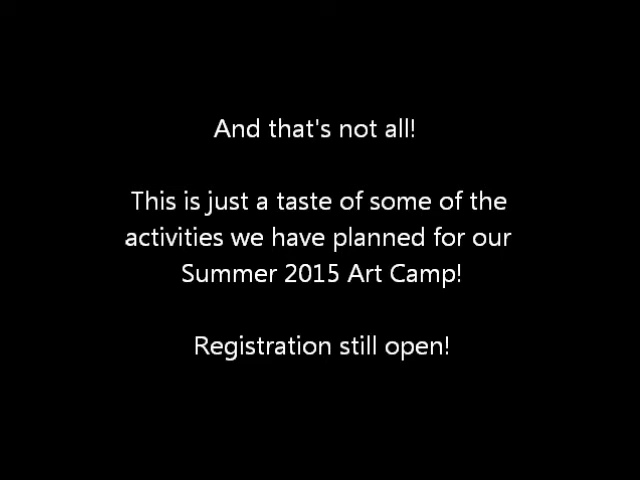 And that's not all!
This is just a taste of some of the
activities we have planned for our
Summer 2015 Art Camp!
Registration still open!